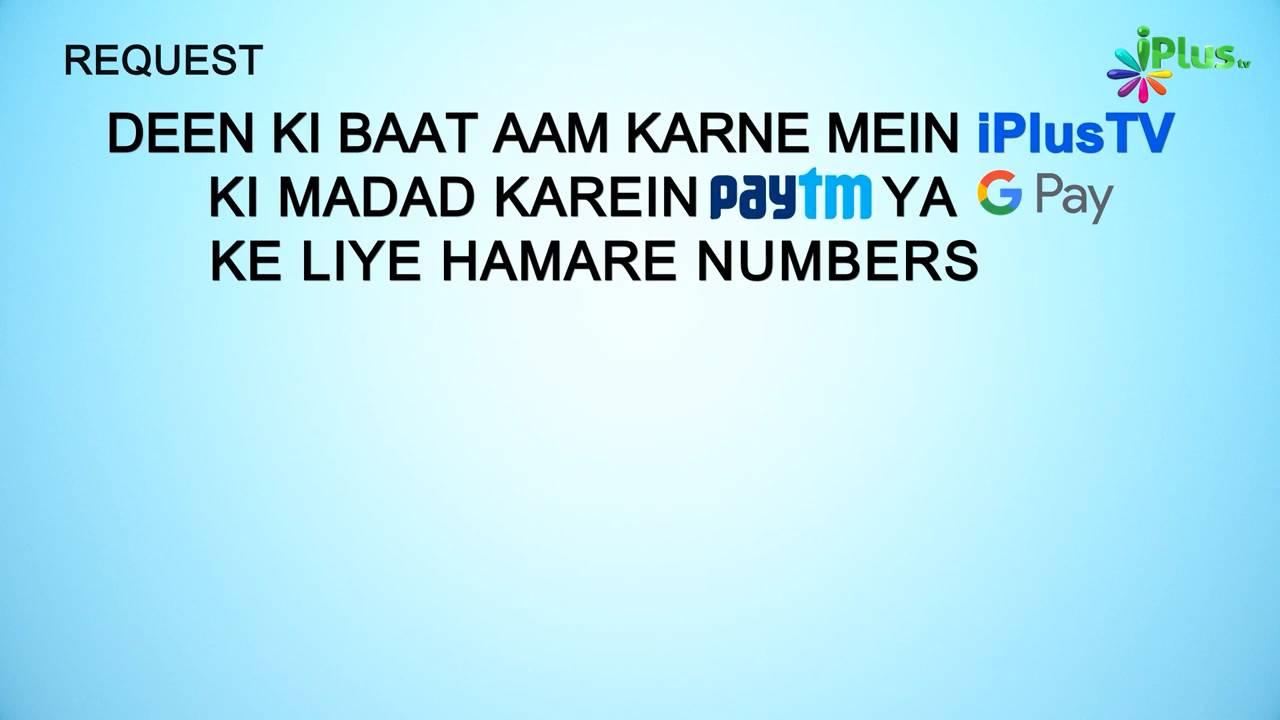 REQUEST
iPlus tv
DEEN KI BAAT AAM KARNE MEIN iPlusTV
KI MADAD KAREIN paytm YA G Pay
KE LIYE HAMARE NUMBERS